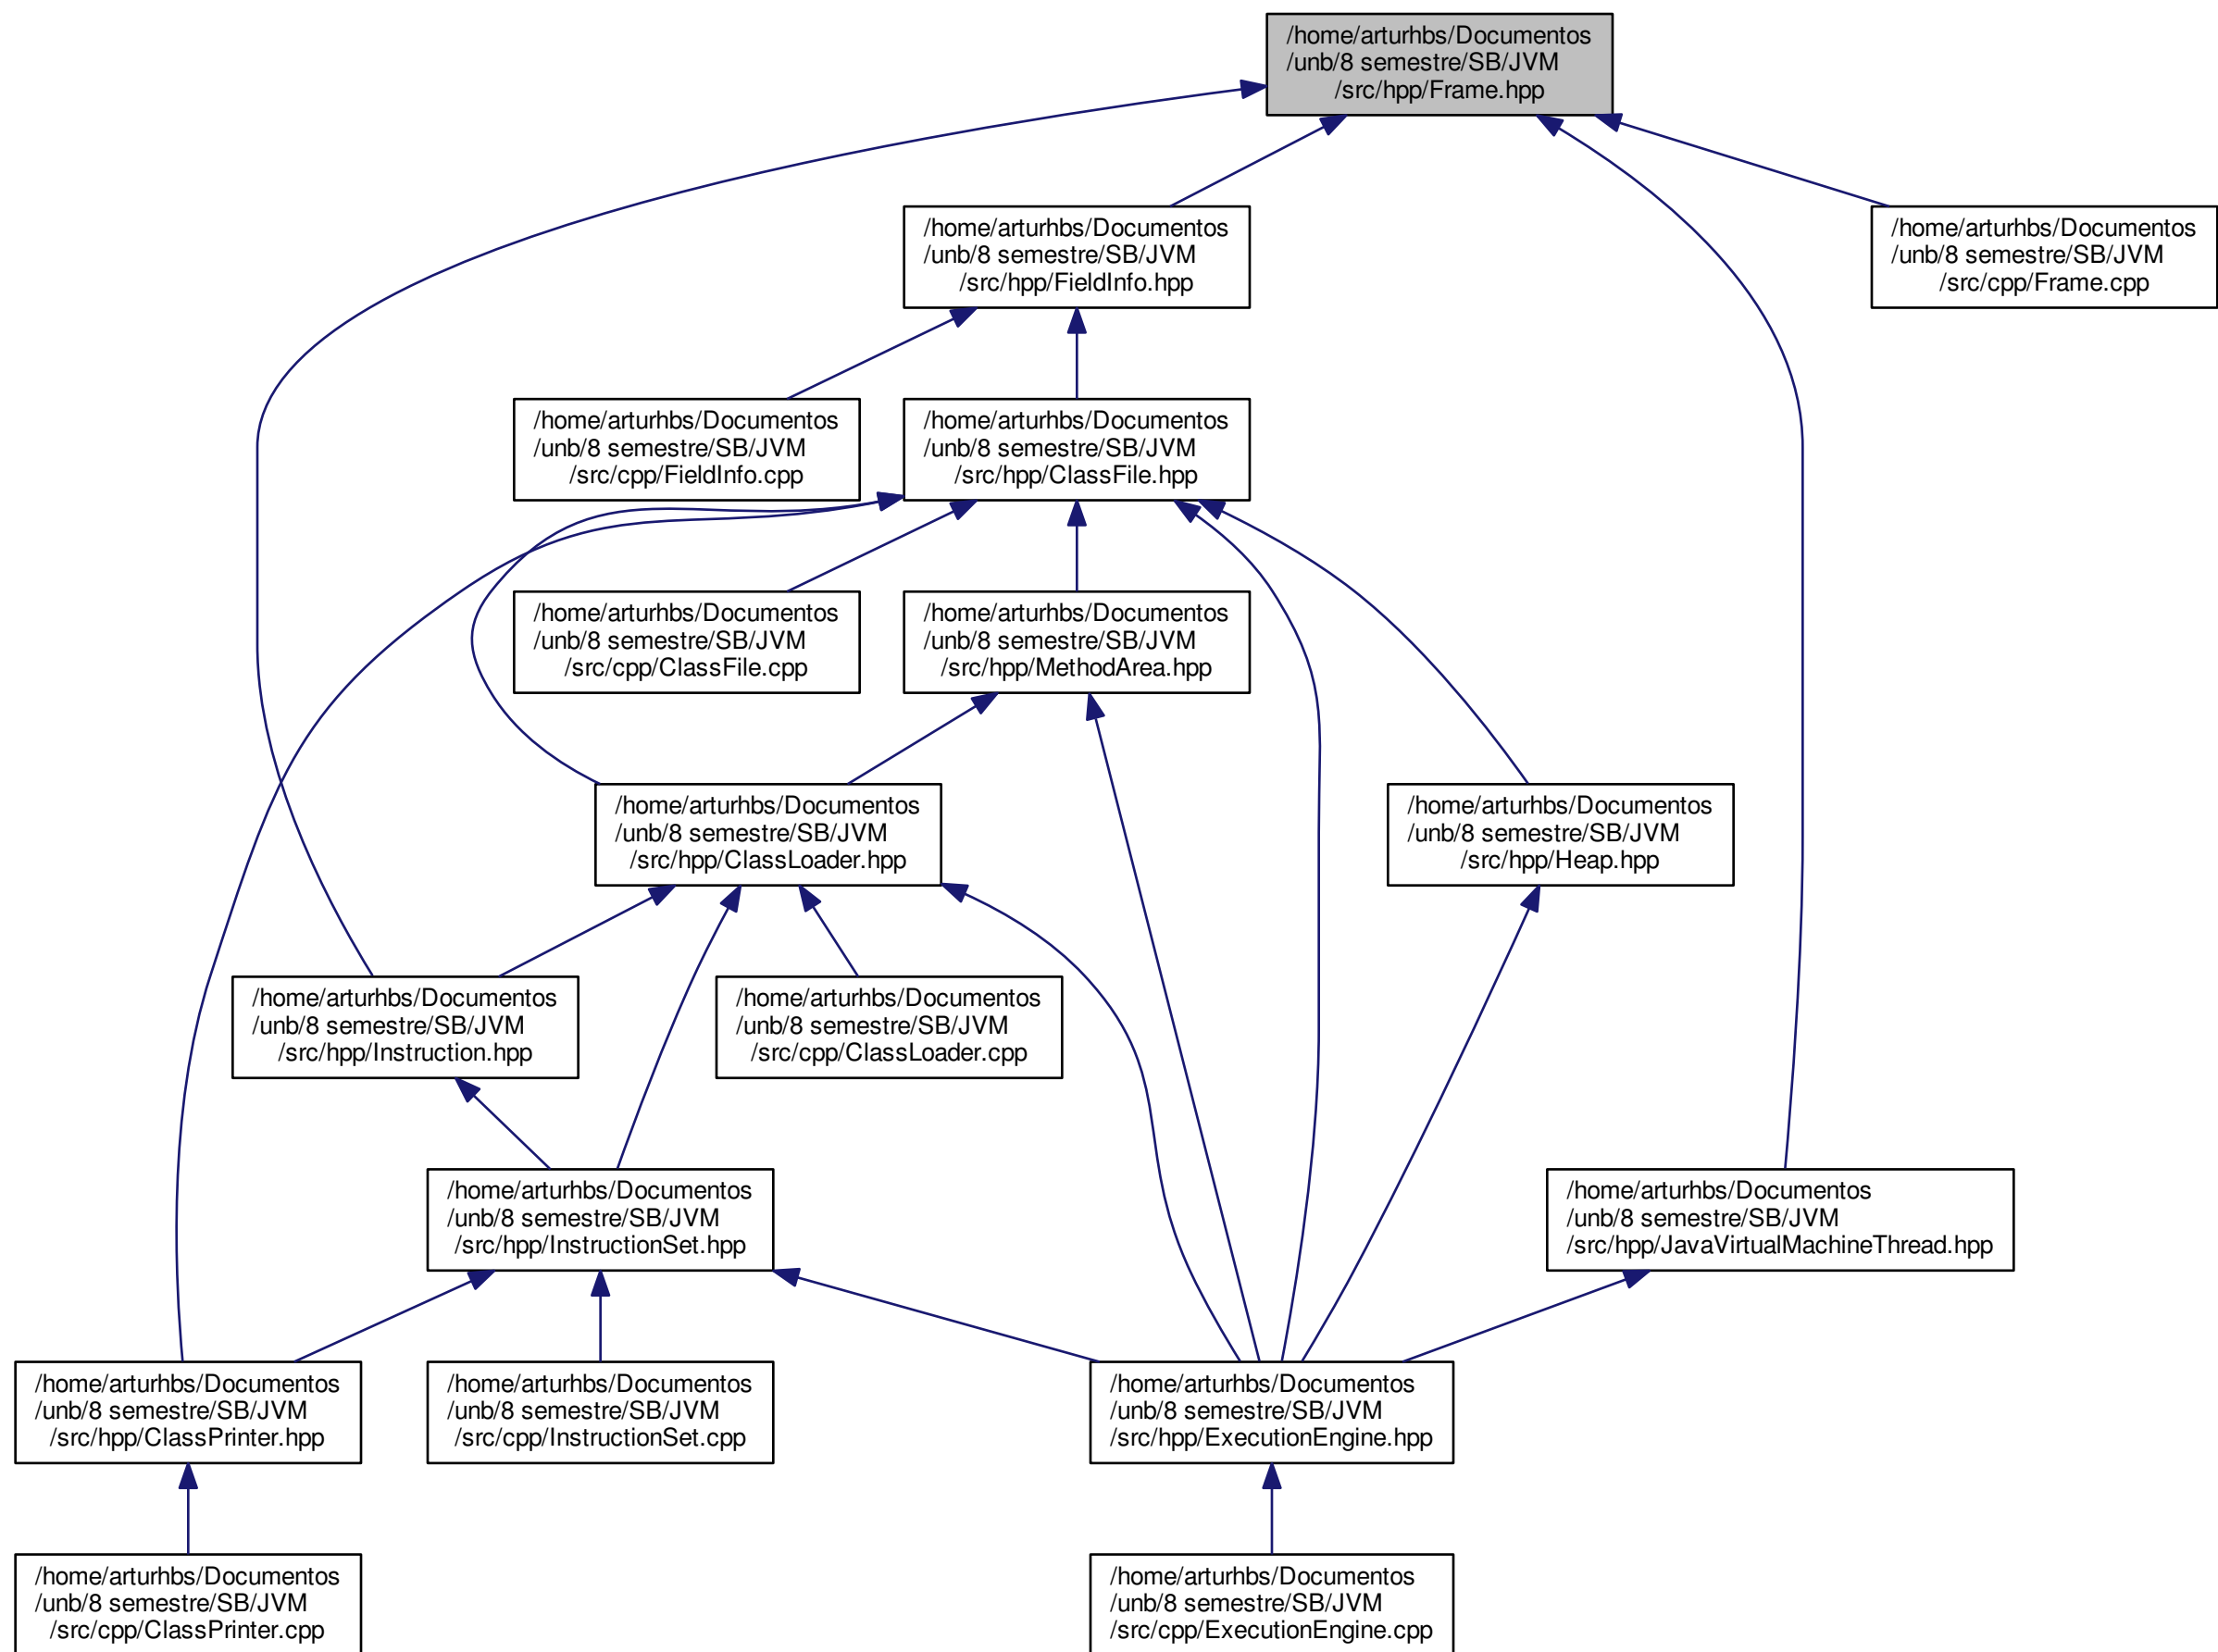 /home/arturhbs/Documentos
/unb/8 semestre/SB/JVM
/src/hpp/Frame.hpp
/home/arturhbs/Documentos
/unb/8 semestre/SB/JVM
/src/hpp/FieldInfo.hpp
/home/arturhbs/Documentos
/unb/8 semestre/SB/JVM
/src/cpp/Frame.cpp
/home/arturhbs/Documentos
/unb/8 semestre/SB/JVM
/src/cpp/FieldInfo.cpp
/home/arturhbs/Documentos
/unb/8 semestre/SB/JVM
/src/hpp/ClassFile.hpp
/home/arturhbs/Documentos
/unb/8 semestre/SB/JVM
/src/cpp/ClassFile.cpp
/home/arturhbs/Documentos
/unb/8 semestre/SB/JVM
/src/hpp/MethodArea.hpp
/home/arturhbs/Documentos
/unb/8 semestre/SB/JVM
/src/hpp/ClassLoader.hpp
/home/arturhbs/Documentos
/unb/8 semestre/SB/JVM
/src/hpp/Heap.hpp
/home/arturhbs/Documentos
/unb/8 semestre/SB/JVM
/src/hpp/Instruction.hpp
/home/arturhbs/Documentos
/unb/8 semestre/SB/JVM
/src/cpp/ClassLoader.cpp
/home/arturhbs/Documentos
/unb/8 semestre/SB/JVM
/src/hpp/InstructionSet.hpp
/home/arturhbs/Documentos
/unb/8 semestre/SB/JVM
/src/hpp/JavaVirtualMachineThread.hpp
/home/arturhbs/Documentos
/unb/8 semestre/SB/JVM
/src/hpp/ClassPrinter.hpp
/home/arturhbs/Documentos
/unb/8 semestre/SB/JVM
/src/cpp/InstructionSet.cpp
/home/arturhbs/Documentos
/unb/8 semestre/SB/JVM
/src/hpp/ExecutionEngine.hpp
/home/arturhbs/Documentos
/unb/8 semestre/SB/JVM
/src/cpp/ClassPrinter.cpp
/home/arturhbs/Documentos
/unb/8 semestre/SB/JVM
/src/cpp/ExecutionEngine.cpp